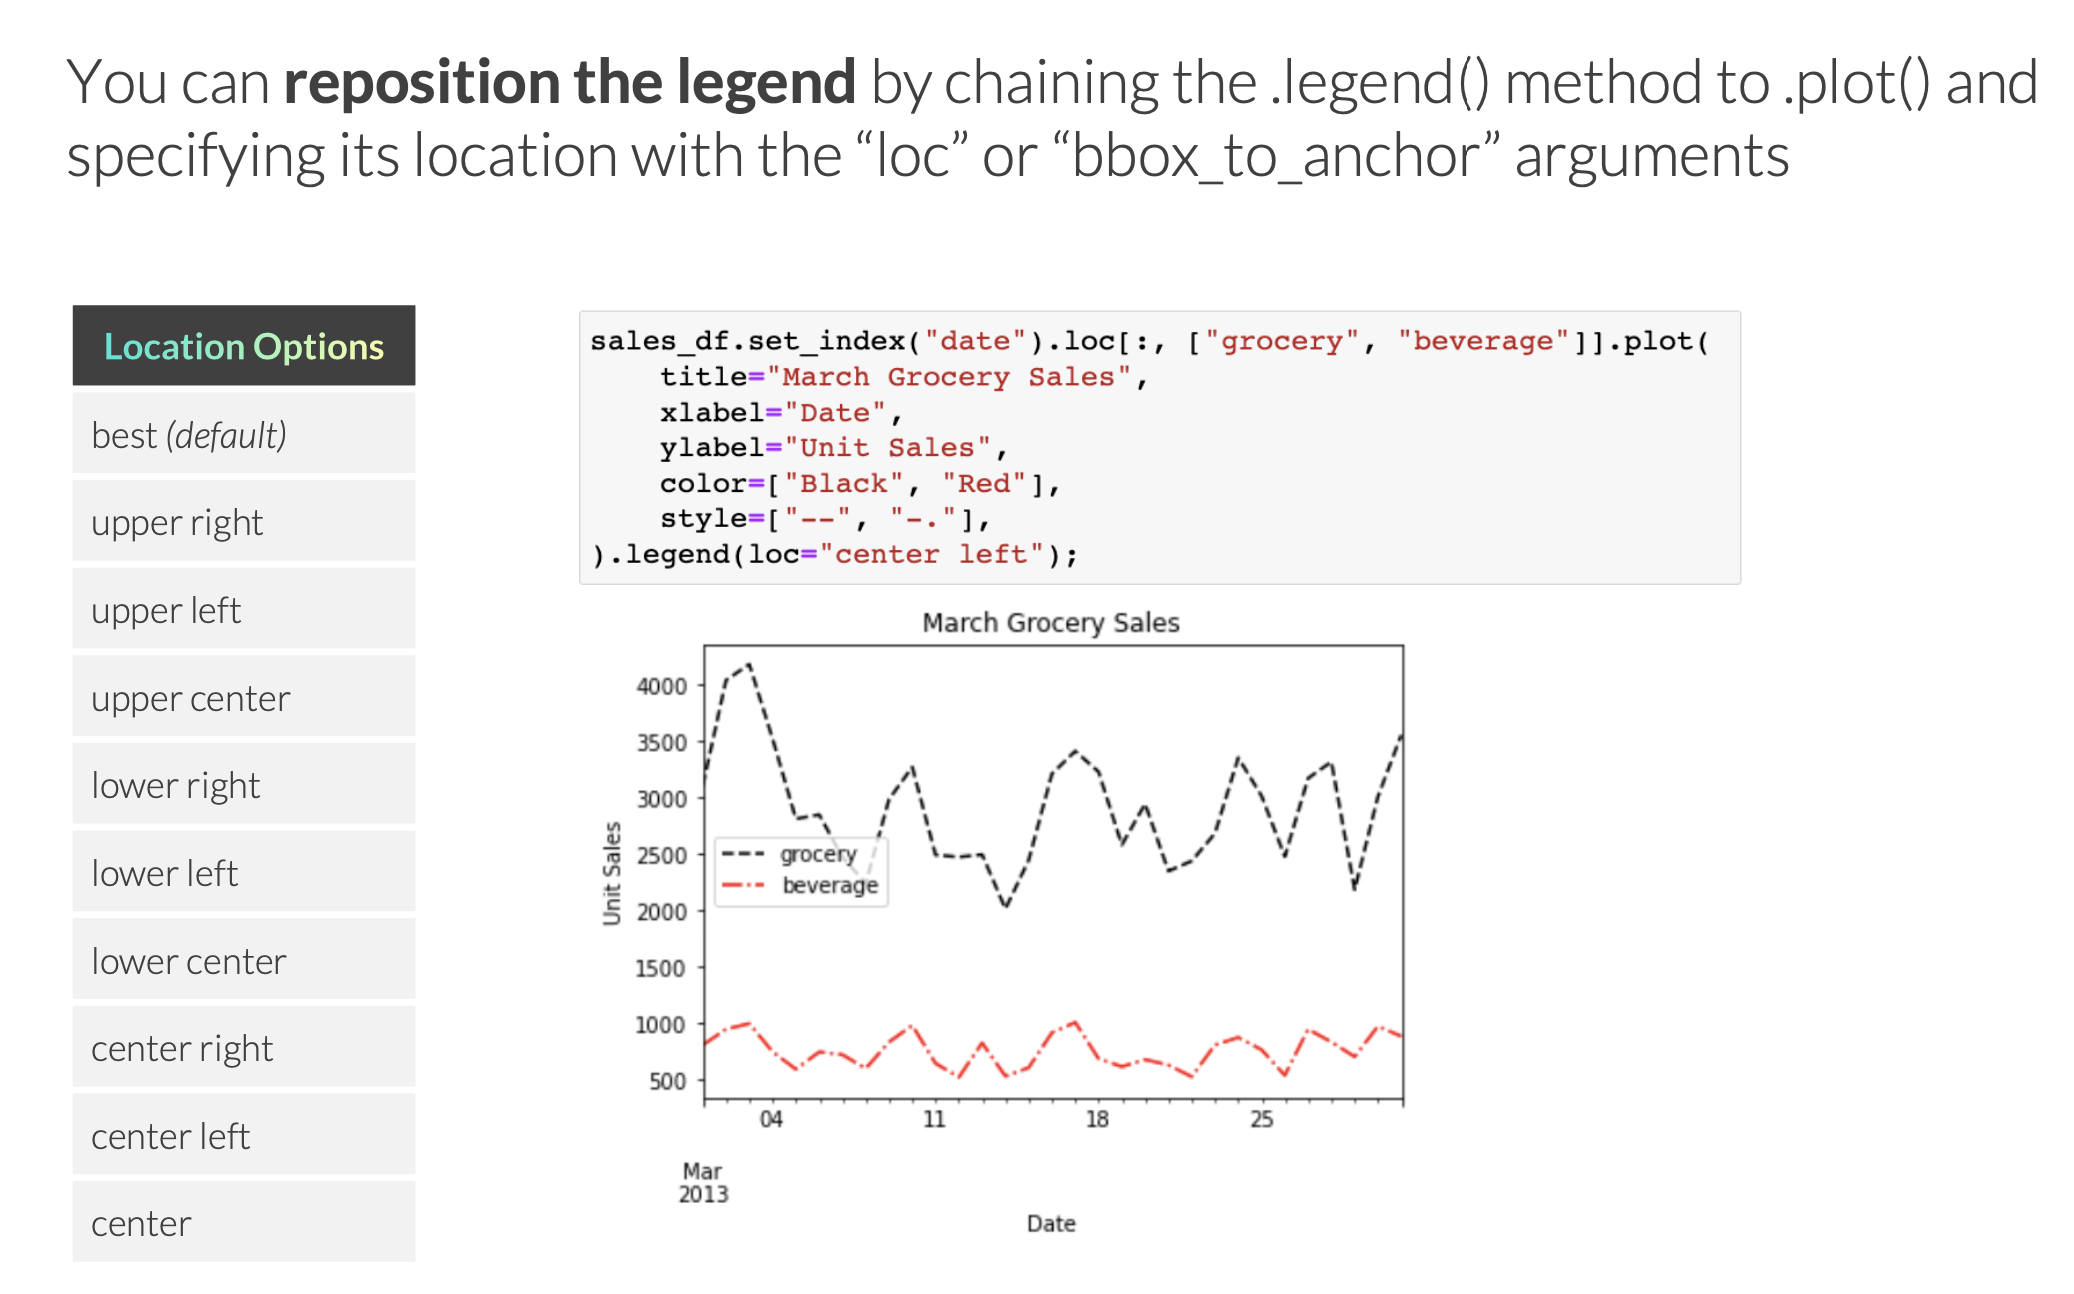 You can reposition the legend by chaining the .legend() method to .plot() and
specifying its location with the “loc” or “bbox_to_anchor” arguments
Location Options
best (default)
upper right
upper left
upper center
lower right
lower left
lower center
center right
center left
center
sales_df.set_index("date").loc[:, ["grocery", "beverage"]].plot(
    title="March Grocery Sales",
    xlabel="Date",
    ylabel="Unit Sales",
    color=["Black", "Red"],
    style=["--", "-."],
).legend(loc="center left");
March Grocery Sales
Unit Sales
4000
3500
3000
2500
2000
1500
1000
500
grocery
beverage
04 11 18 25
Mar
2013
Date